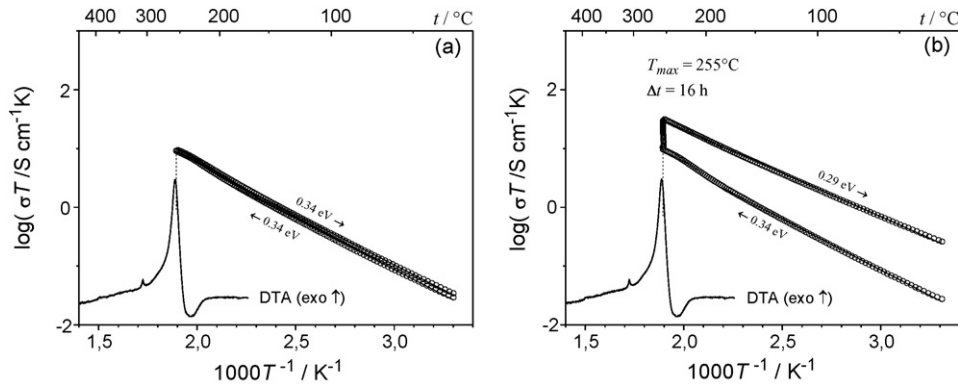 400 300 200 100 t / °C
(a)
log( σT /S cm⁻¹K)
2
0
-2
0.34 eV →
← 0.34 eV
DTA (exo ↑)
1,5 2,0 2,5 3,0
1000T⁻¹ / K⁻¹
400 300 200 100 t / °C
(b)
Tmax = 255°C
Δt = 16 h
log( σT /S cm⁻¹K)
2
0
-2
0.29 eV →
← 0.34 eV
DTA (exo ↑)
1,5 2,0 2,5 3,0
1000T⁻¹ / K⁻¹